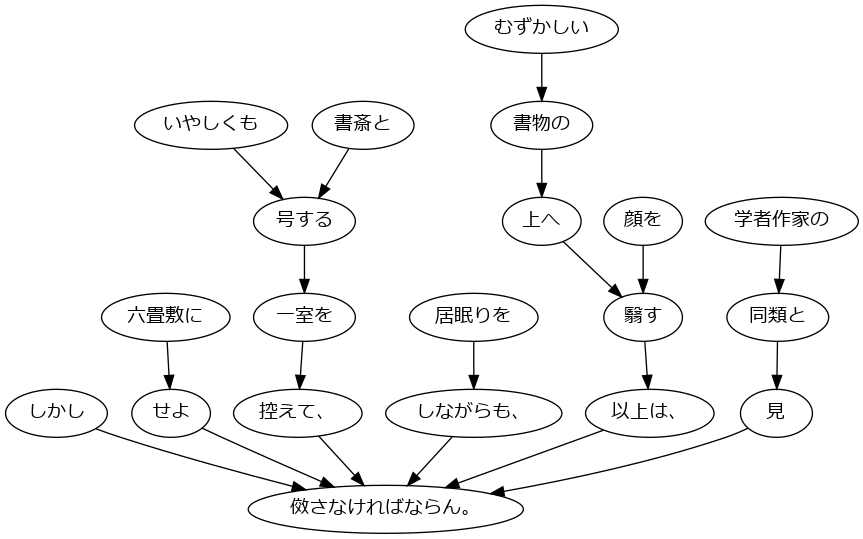 むずかしい
いやしくも
書斎と
書物の
号する
上へ
顔を
学者作家の
六畳敷に
一室を
居眠りを
翳す
同類と
しかし
せよ
控えて、
しながらも、
以上は、
見
傚さなければならん。